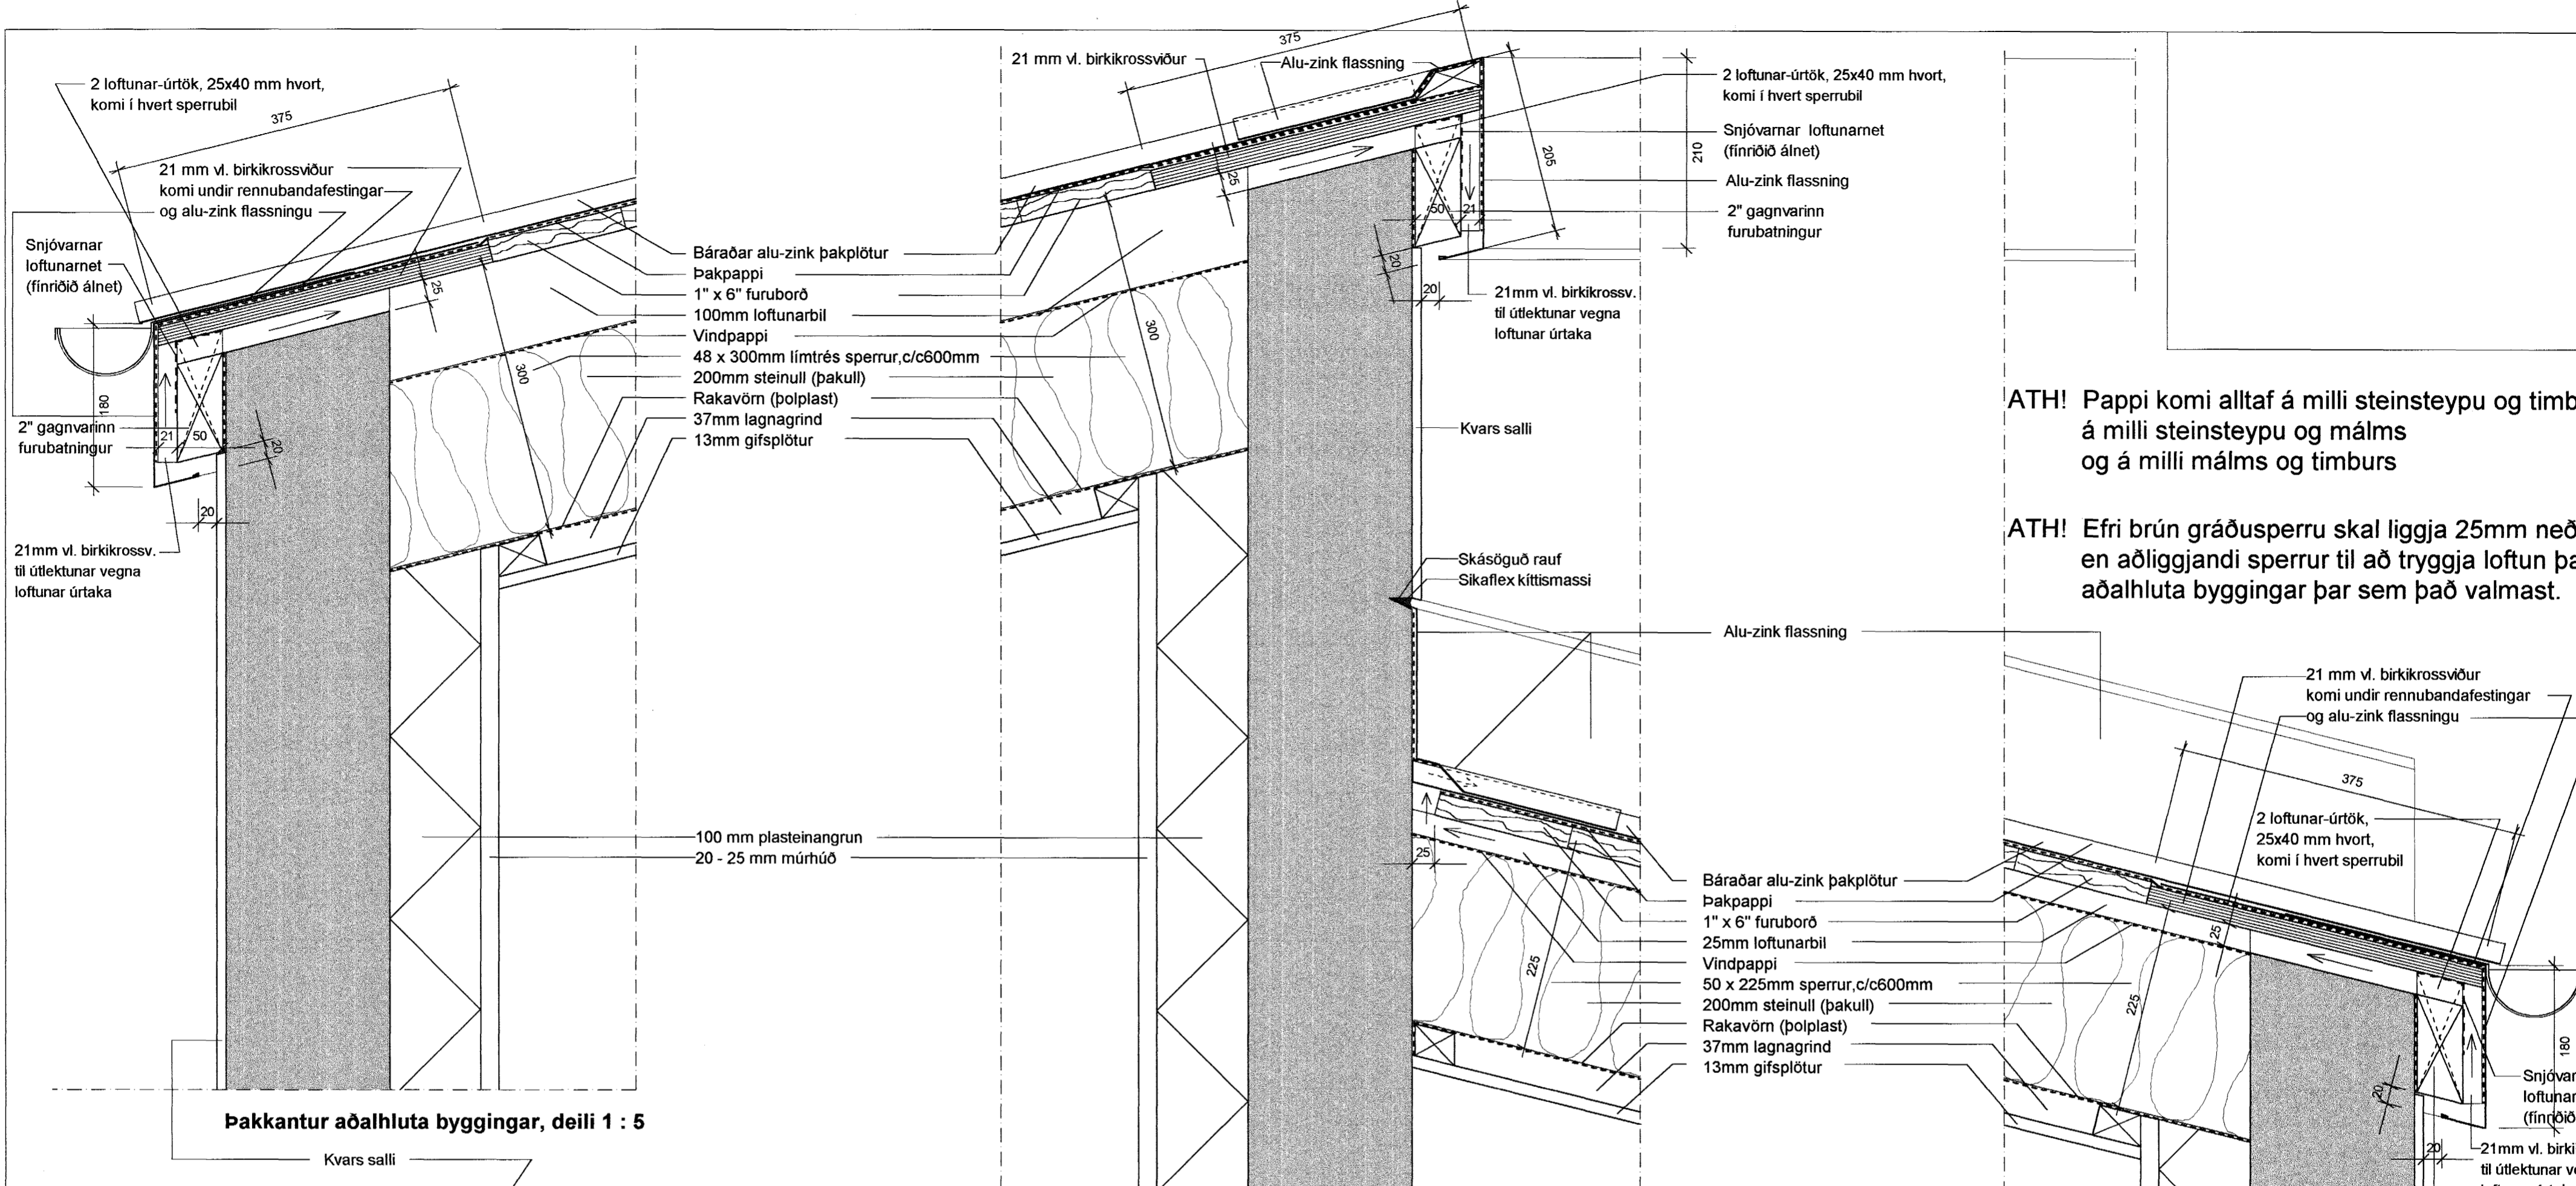 2 loftunar-úrtök, 25x40 mm hvort,
komi í hvert sperrubil
375
21 mm vl. birkikrossviður
komi undir rennubandafestingar
og alu-zink flassningu
Snjóvarnar
loftunarnet
(fínriðið álnet)
25
300
180
2" gagnvarinn
furubatningur
21
50
20
20
21mm vl. birkikrossv.
til útlektunar vegna
loftunar úrtaka
Báraðar alu-zink þakplötur
Þakpappi
1" x 6" furuborð
100mm loftunarbil
Vindpappi
48 x 300mm límtrés sperrur,c/c600mm
200mm steinull (þakull)
Rakavörn (þolplast)
37mm lagnagrind
13mm gifsplötur
100 mm plasteinangrun
20 - 25 mm múrhúð
Þakkantur aðalhluta byggingar, deili 1 : 5
Kvars salli
21 mm vl. birkikrossviður
375
Alu-zink flassning
25
300
2 loftunar-úrtök, 25x40 mm hvort,
komi í hvert sperrubil
Snjóvarnar loftunarnet
(fínriðið álnet)
Alu-zink flassning
2" gagnvarinn
furubatningur
205
210
50
21
20
20
21mm vl. birkikrossv.
til útlektunar vegna
loftunar úrtaka
Kvars salli
Skásöguð rauf
Sikaflex kíttismassi
Alu-zink flassning
25
225
Báraðar alu-zink þakplötur
Þakpappi
1" x 6" furuborð
25mm loftunarbil
Vindpappi
50 x 225mm sperrur,c/c600mm
200mm steinull (þakull)
Rakavörn (þolplast)
37mm lagnagrind
13mm gifsplötur
ATH! Pappi komi alltaf á milli steinsteypu og timb
á milli steinsteypu og málms
og á milli málms og timburs
ATH! Efri brún gráðusperru skal liggja 25mm neð
en aðliggjandi sperrur til að tryggja loftun þa
aðalhluta byggingar þar sem það valmast.
21 mm vl. birkikrossviður
komi undir rennubandafestingar
og alu-zink flassningu
375
2 loftunar-úrtök,
25x40 mm hvort,
komi í hvert sperrubil
25
225
180
20
20
Snjóvar
loftunar
(fínriðið
21mm vl. birki
til útlektunar ve